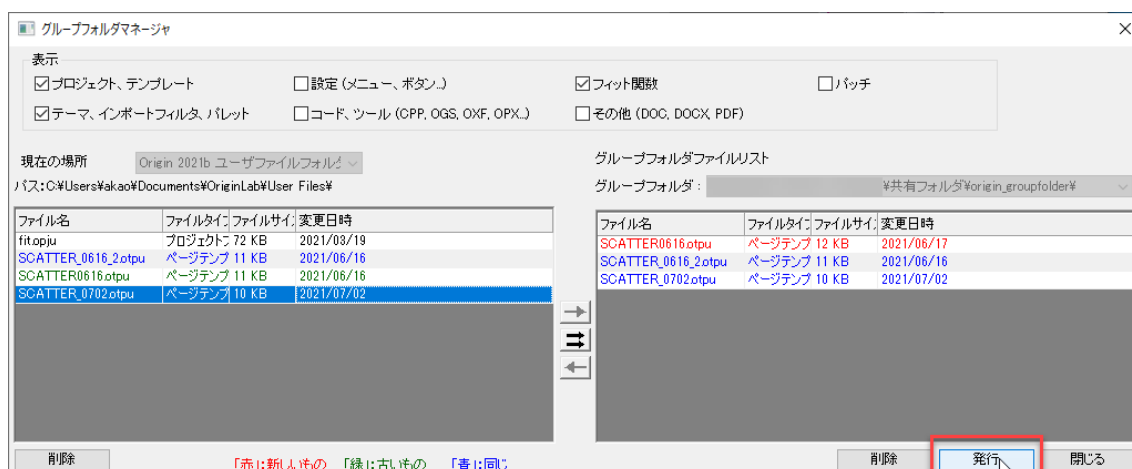 グループフォルダマネージャ
表示
プロジェクト、テンプレート 設定 (メニュー、ボタン..) フィット関数 パッチ
テーマ、インポートフィルタ、パレット コード、ツール (CPP, OGS, OXF, OPX...) その他 (DOC, DOCX, PDF)
現在の場所 Origin 2021b ユーザファイルフォルダ
パス:C:¥Users¥akao¥Documents¥OriginLab¥User Files¥
ファイル名 ファイルタイプ ファイルサイズ 変更日時
fit.opju プロジェクト 72 KB 2021/03/19
SCATTER_0616_2.otpu ページテンプ 11 KB 2021/06/16
SCATTER0616.otpu ページテンプ 11 KB 2021/06/16
SCATTER_0702.otpu ページテンプ 10 KB 2021/07/02
削除
「赤」:新しいもの 「緑」:古いもの 「青」:同じ
グループフォルダファイルリスト
グループフォルダ: ¥共有フォルダ¥origin_groupfolder¥
ファイル名 ファイルタイプ ファイルサイズ 変更日時
SCATTER0616.otpu ページテンプ 12 KB 2021/06/17
SCATTER_0616_2.otpu ページテンプ 11 KB 2021/06/16
SCATTER_0702.otpu ページテンプ 10 KB 2021/07/02
削除 発行 閉じる